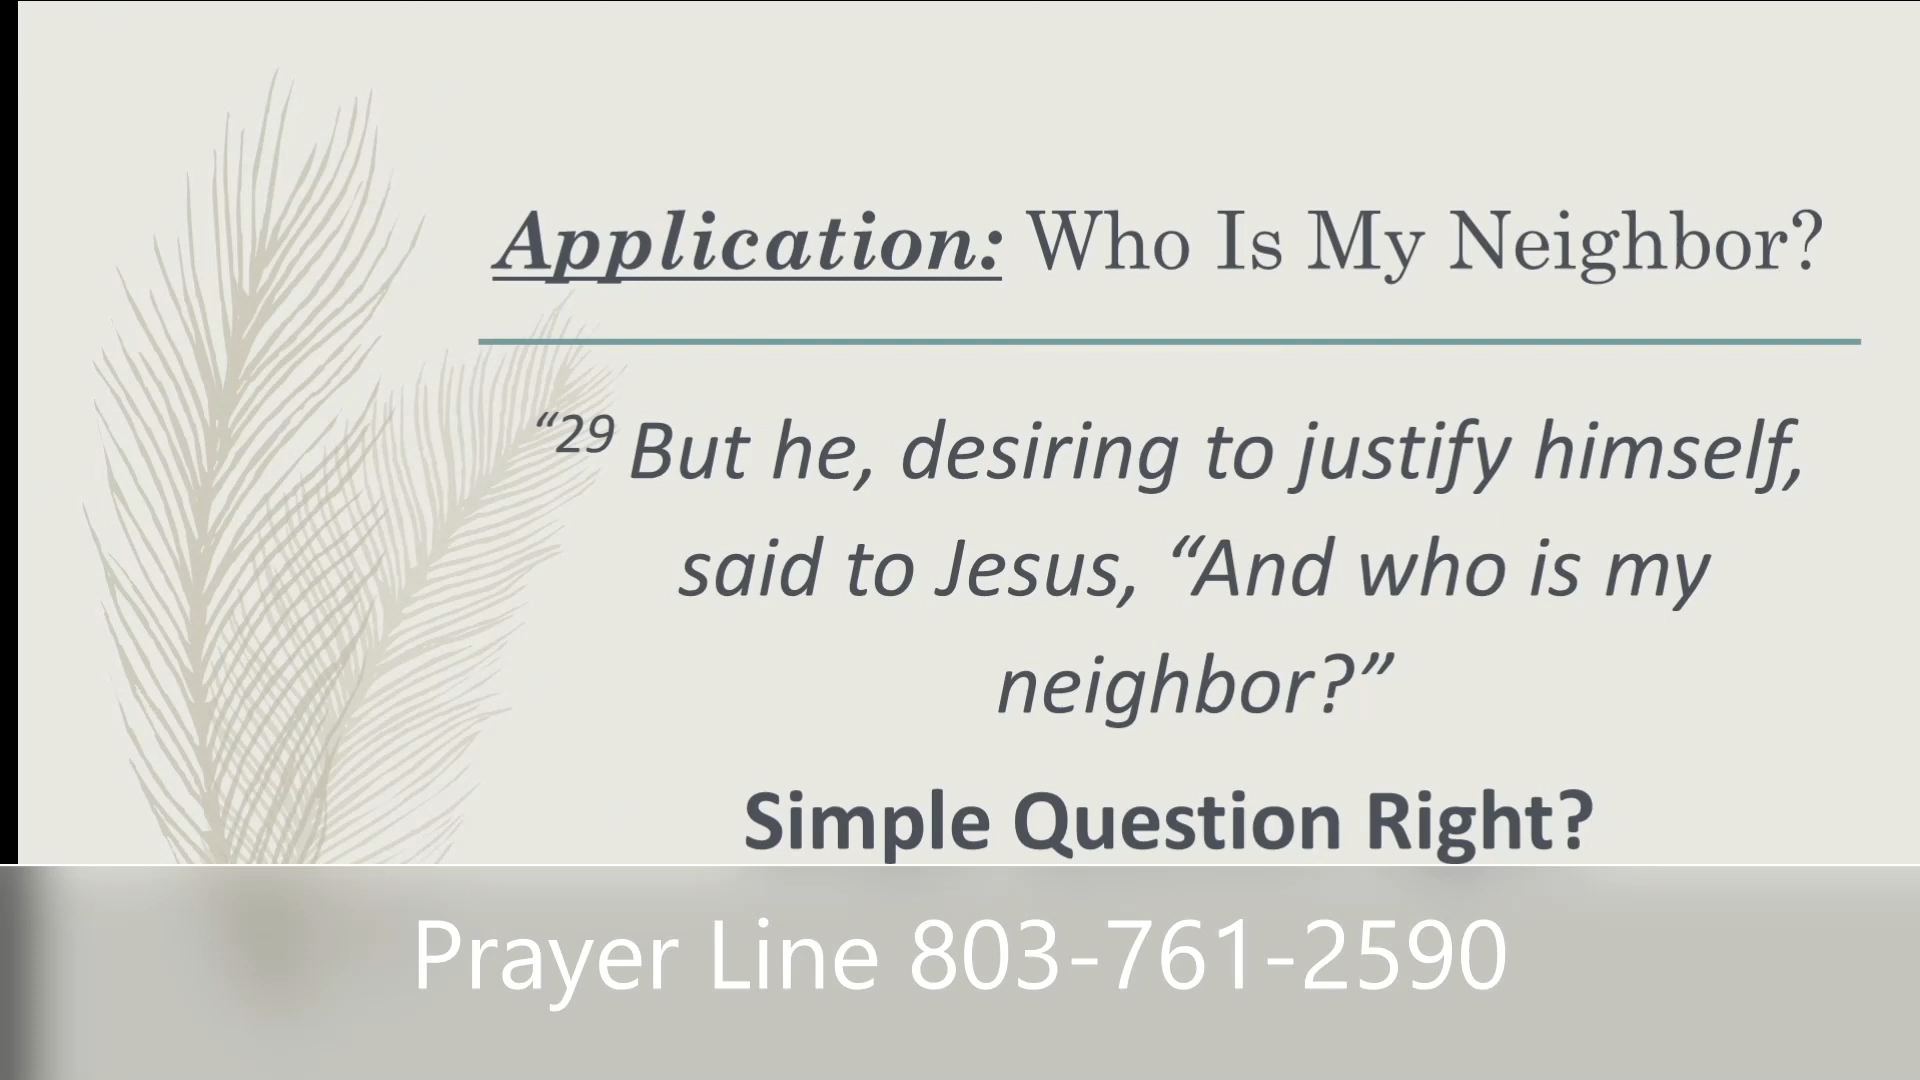 Application: Who Is My Neighbor?
“29 But he, desiring to justify himself,
said to Jesus, “And who is my
neighbor?”
Simple Question Right?
Prayer Line 803-761-2590